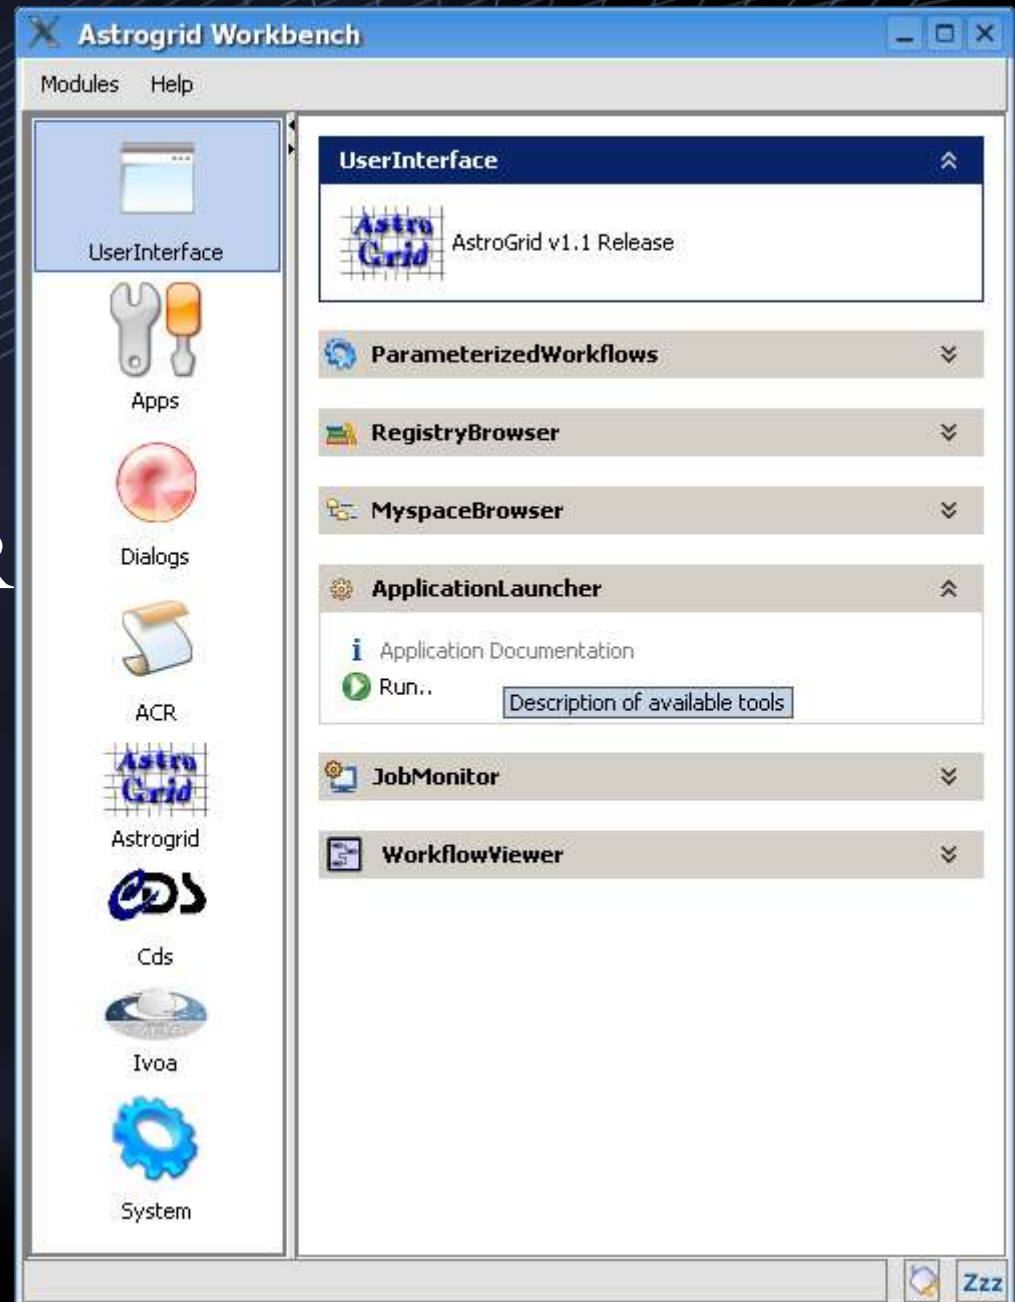 Astrogrid Workbench
Modules Help
UserInterface
Apps
Dialogs
ACR
Astro
Grid
Astrogrid
CDS
Cds
Ivoa
System
UserInterface
Astro
Grid
AstroGrid v1.1 Release
ParameterizedWorkflows
RegistryBrowser
MyspaceBrowser
ApplicationLauncher
i Application Documentation
Run..
Description of available tools
JobMonitor
WorkflowViewer
Zzz